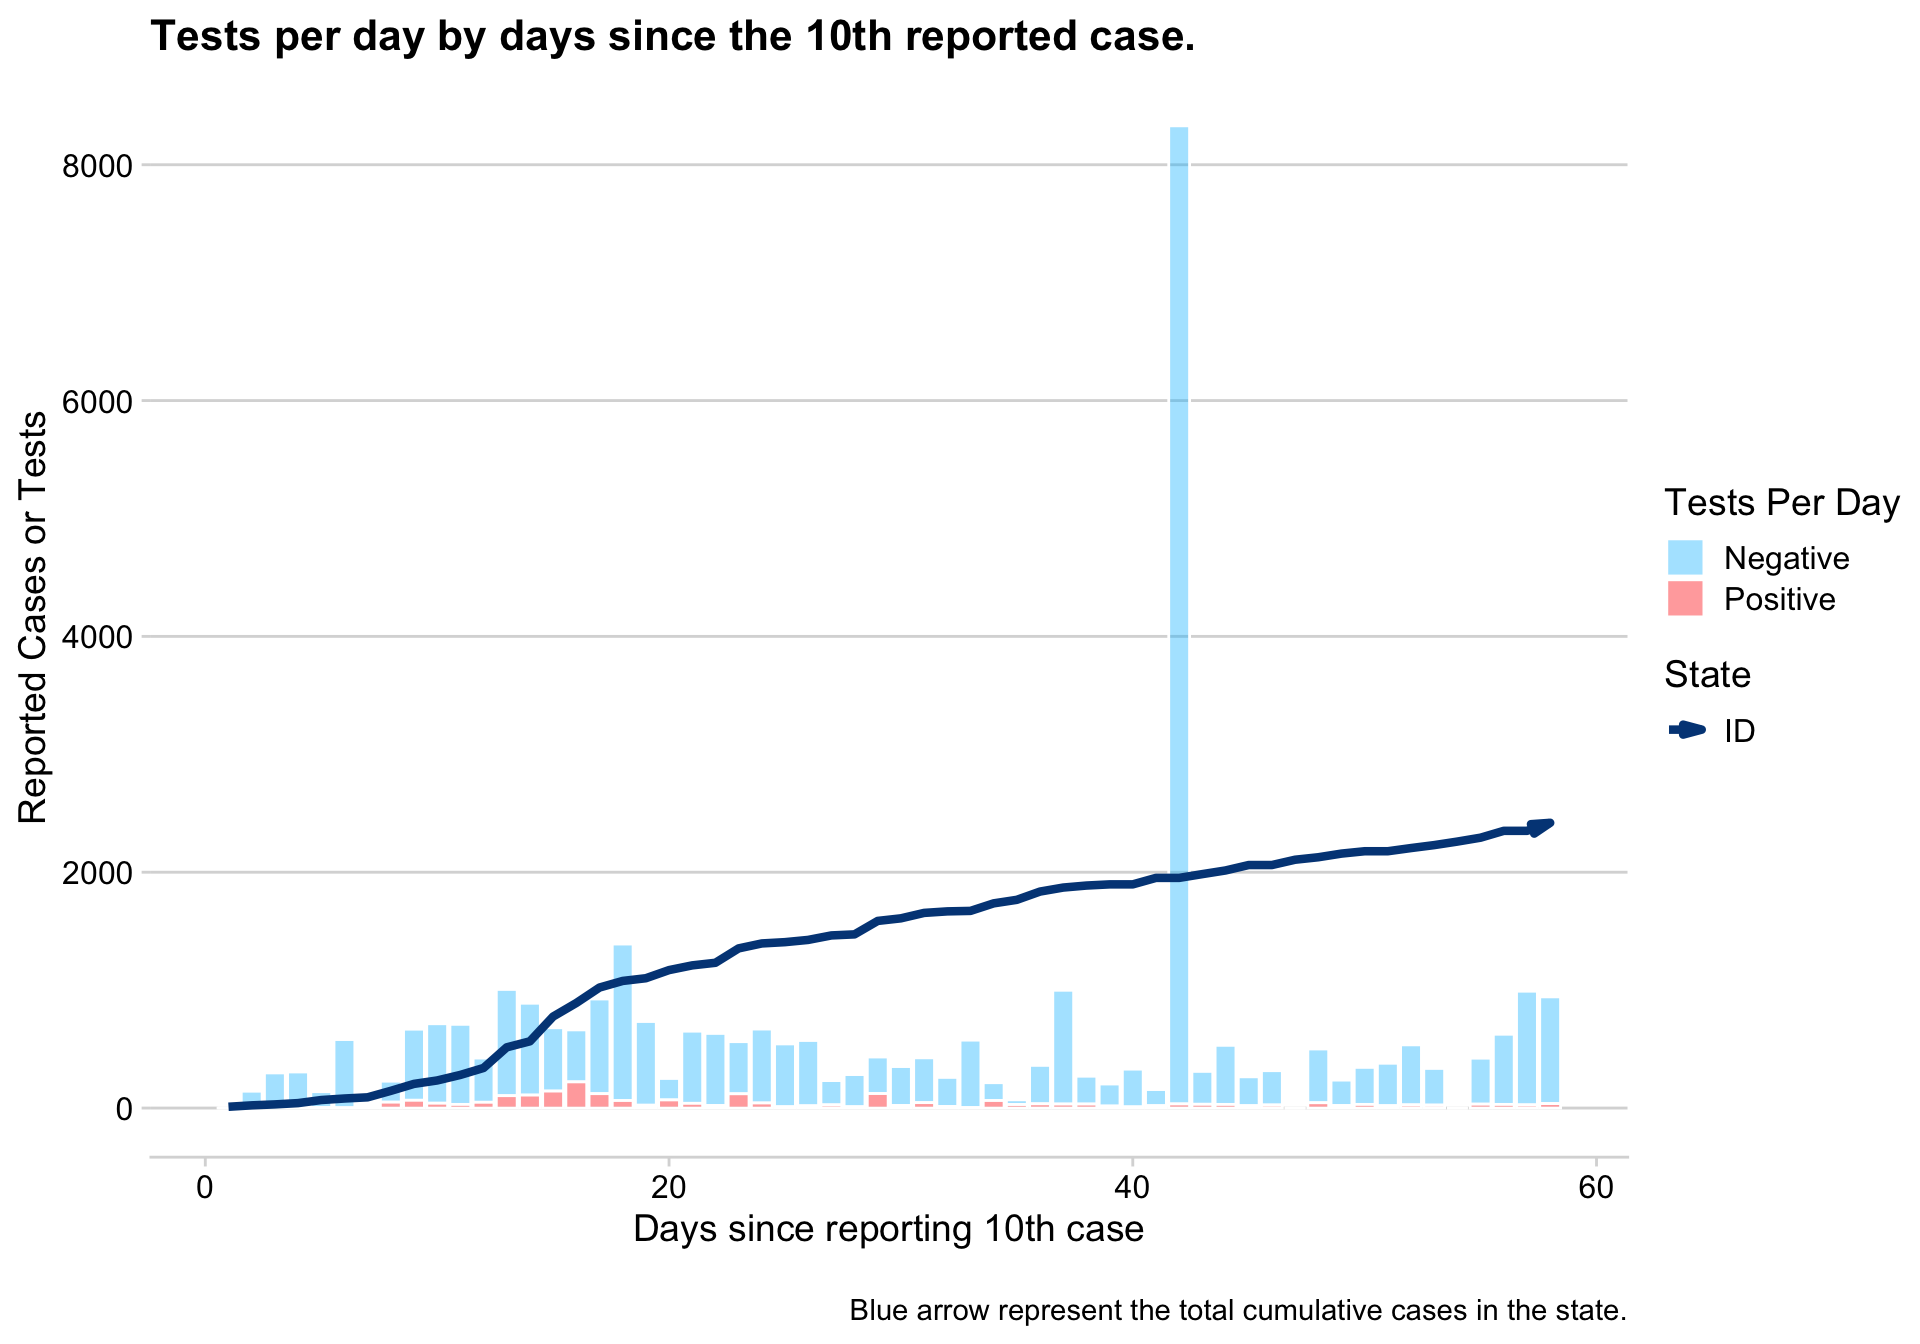 Tests per day by days since the 10th reported case.
Reported Cases or Tests
8000
6000
4000
2000
0
0 20 40 60
Days since reporting 10th case
Tests Per Day
Negative
Positive
State
ID
Blue arrow represent the total cumulative cases in the state.